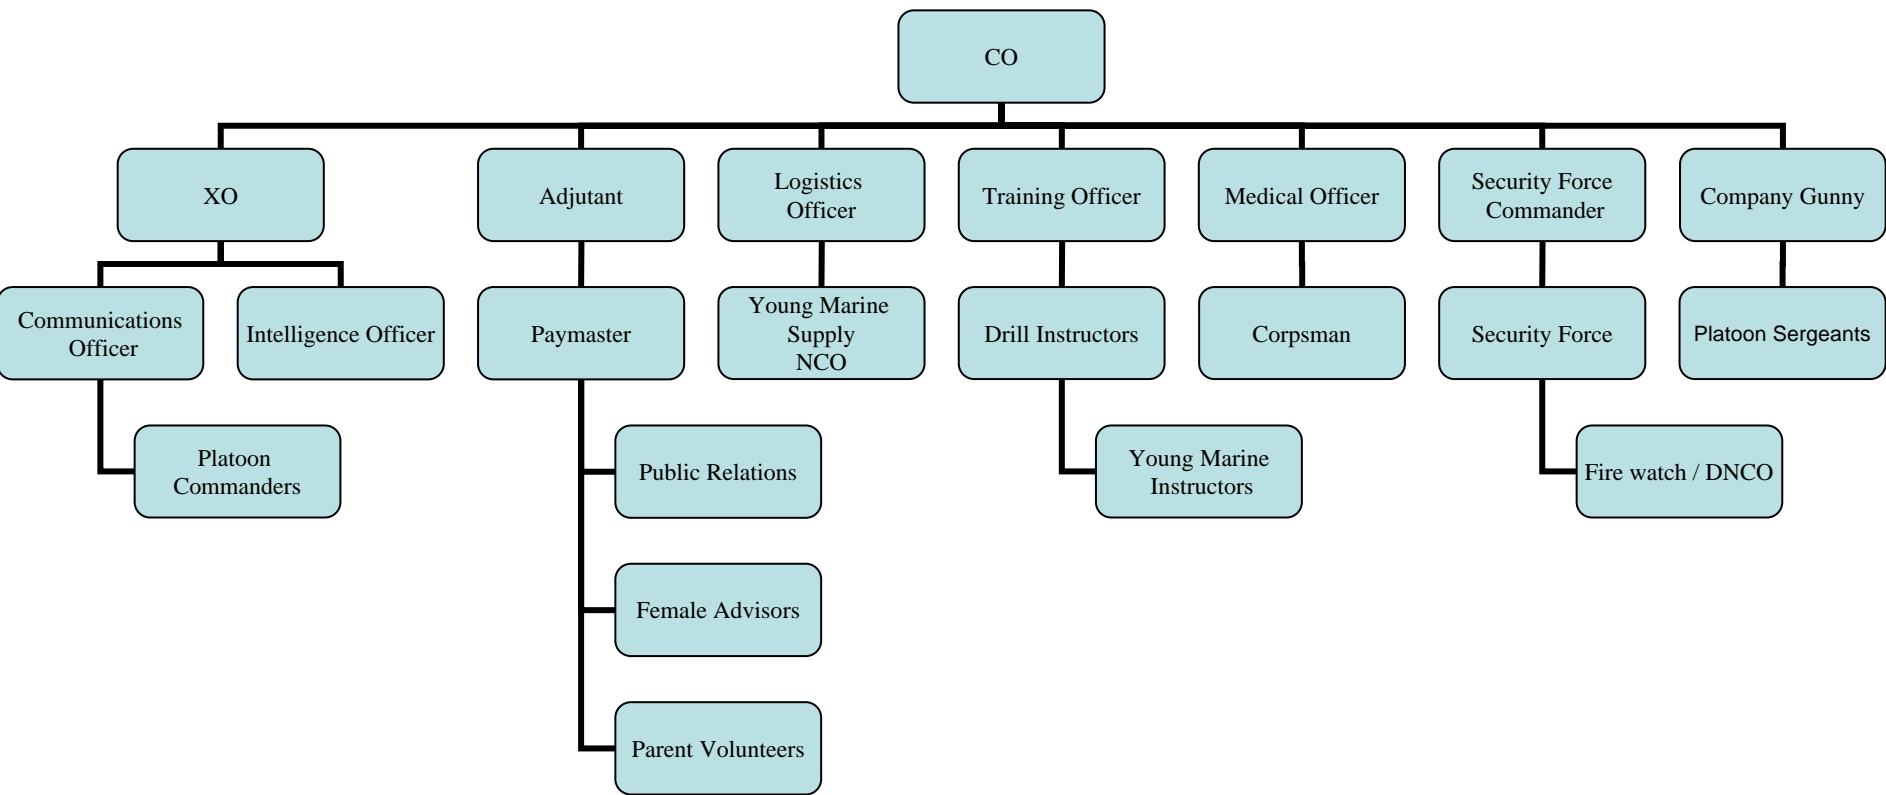 CO
XO
Adjutant
Logistics
Officer
Training Officer
Medical Officer
Security Force
Commander
Company Gunny
Communications
Officer
Intelligence Officer
Paymaster
Young Marine
Supply
NCO
Drill Instructors
Corpsman
Security Force
Platoon Sergeants
Platoon
Commanders
Public Relations
Young Marine
Instructors
Fire watch / DNCO
Female Advisors
Parent Volunteers